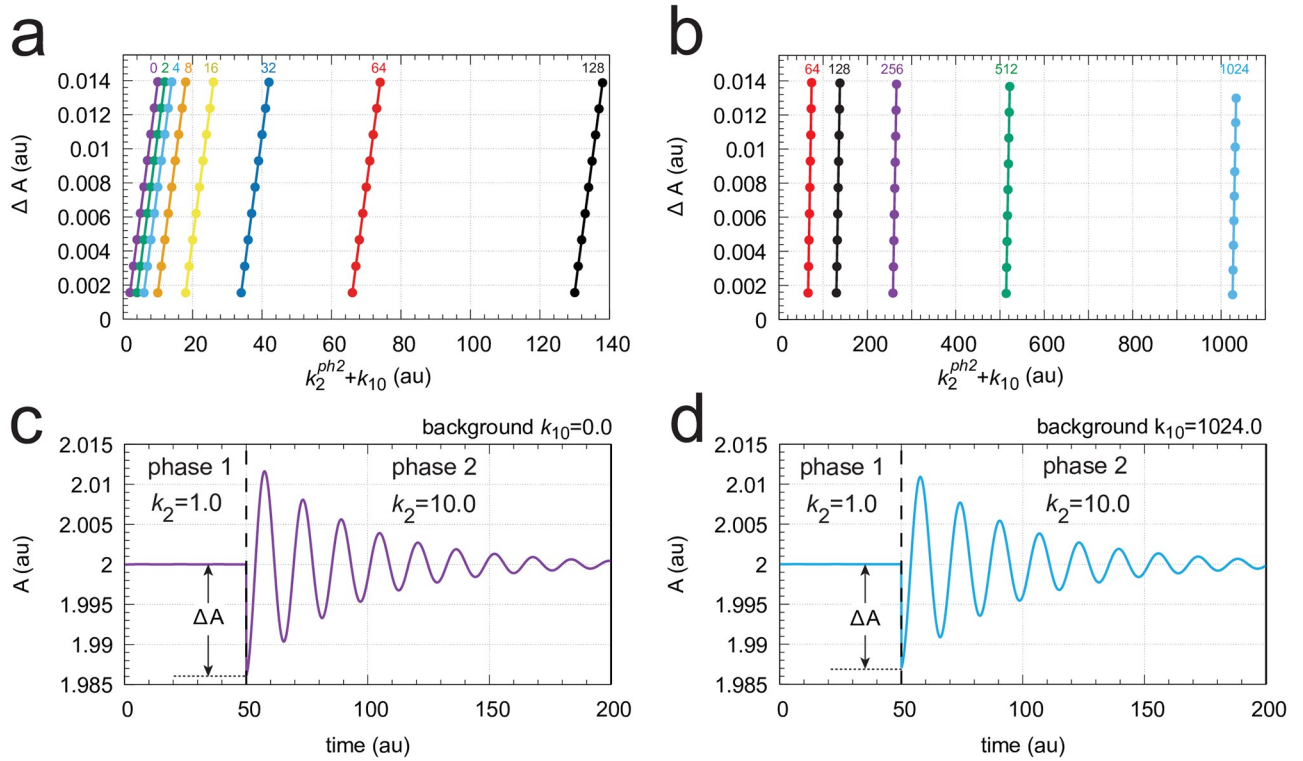 a
0 2 4 8 16 32 64 128
0.014
0.012
0.01
0.008
0.006
0.004
0.002
0
Δ A (au)
0 20 40 60 80 100 120 140
k₂^ph2+k₁₀ (au)
b
64 128 256 512 1024
0.014
0.012
0.01
0.008
0.006
0.004
0.002
0
Δ A (au)
0 200 400 600 800 1000
k₂^ph2+k₁₀ (au)
c
background k₁₀=0.0
2.015
2.01
2.005
2
1.995
1.99
1.985
A (au)
phase 1
k₂=1.0
phase 2
k₂=10.0
ΔA
0 50 100 150 200
time (au)
d
background k₁₀=1024.0
2.015
2.01
2.005
2
1.995
1.99
1.985
A (au)
phase 1
k₂=1.0
phase 2
k₂=10.0
ΔA
0 50 100 150 200
time (au)